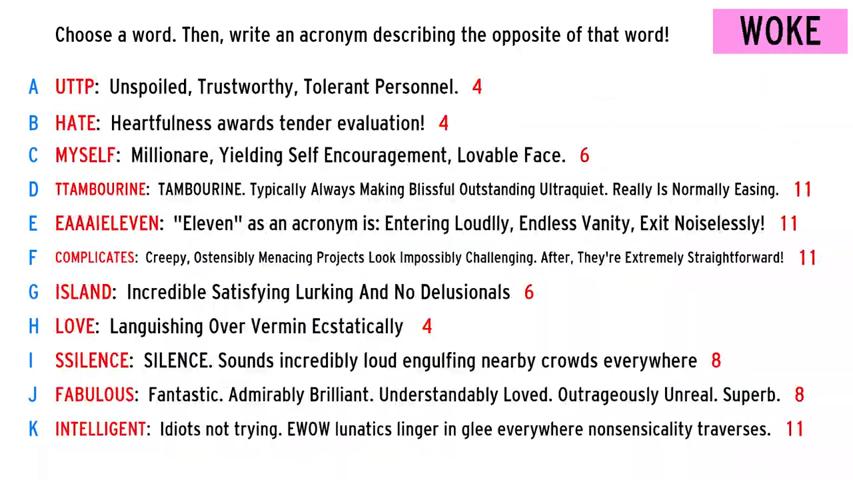 Choose a word. Then, write an acronym describing the opposite of that word!
WOKE
A UTTP: Unspoiled, Trustworthy, Tolerant Personnel. 4
B HATE: Heartfulness awards tender evaluation! 4
C MYSELF: Millionare, Yielding Self Encouragement, Lovable Face. 6
D TTAMBOURINE: TAMBOURINE. Typically Always Making Blissful Outstanding Ultraquiet. Really Is Normally Easing. 11
E EAAAIELEVEN: "Eleven" as an acronym is: Entering Loudlly, Endless Vanity, Exit Noiselessly! 11
F COMPLICATES: Creepy, Ostensibly Menacing Projects Look Impossibly Challenging. After, They're Extremely Straightforward! 11
G ISLAND: Incredible Satisfying Lurking And No Delusionals 6
H LOVE: Languishing Over Vermin Ecstatically 4
I SSILENCE: SILENCE. Sounds incredibly loud engulfing nearby crowds everywhere 8
J FABULOUS: Fantastic. Admirably Brilliant. Understandably Loved. Outrageously Unreal. Superb. 8
K INTELLIGENT: Idiots not trying. EWOW lunatics linger in glee everywhere nonsensicality traverses. 11